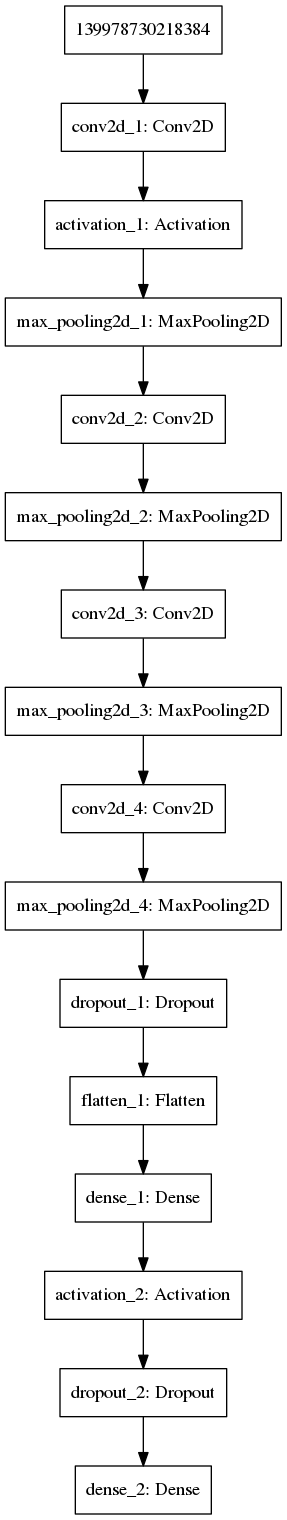 139978730218384
conv2d_1: Conv2D
activation_1: Activation
max_pooling2d_1: MaxPooling2D
conv2d_2: Conv2D
max_pooling2d_2: MaxPooling2D
conv2d_3: Conv2D
max_pooling2d_3: MaxPooling2D
conv2d_4: Conv2D
max_pooling2d_4: MaxPooling2D
dropout_1: Dropout
flatten_1: Flatten
dense_1: Dense
activation_2: Activation
dropout_2: Dropout
dense_2: Dense